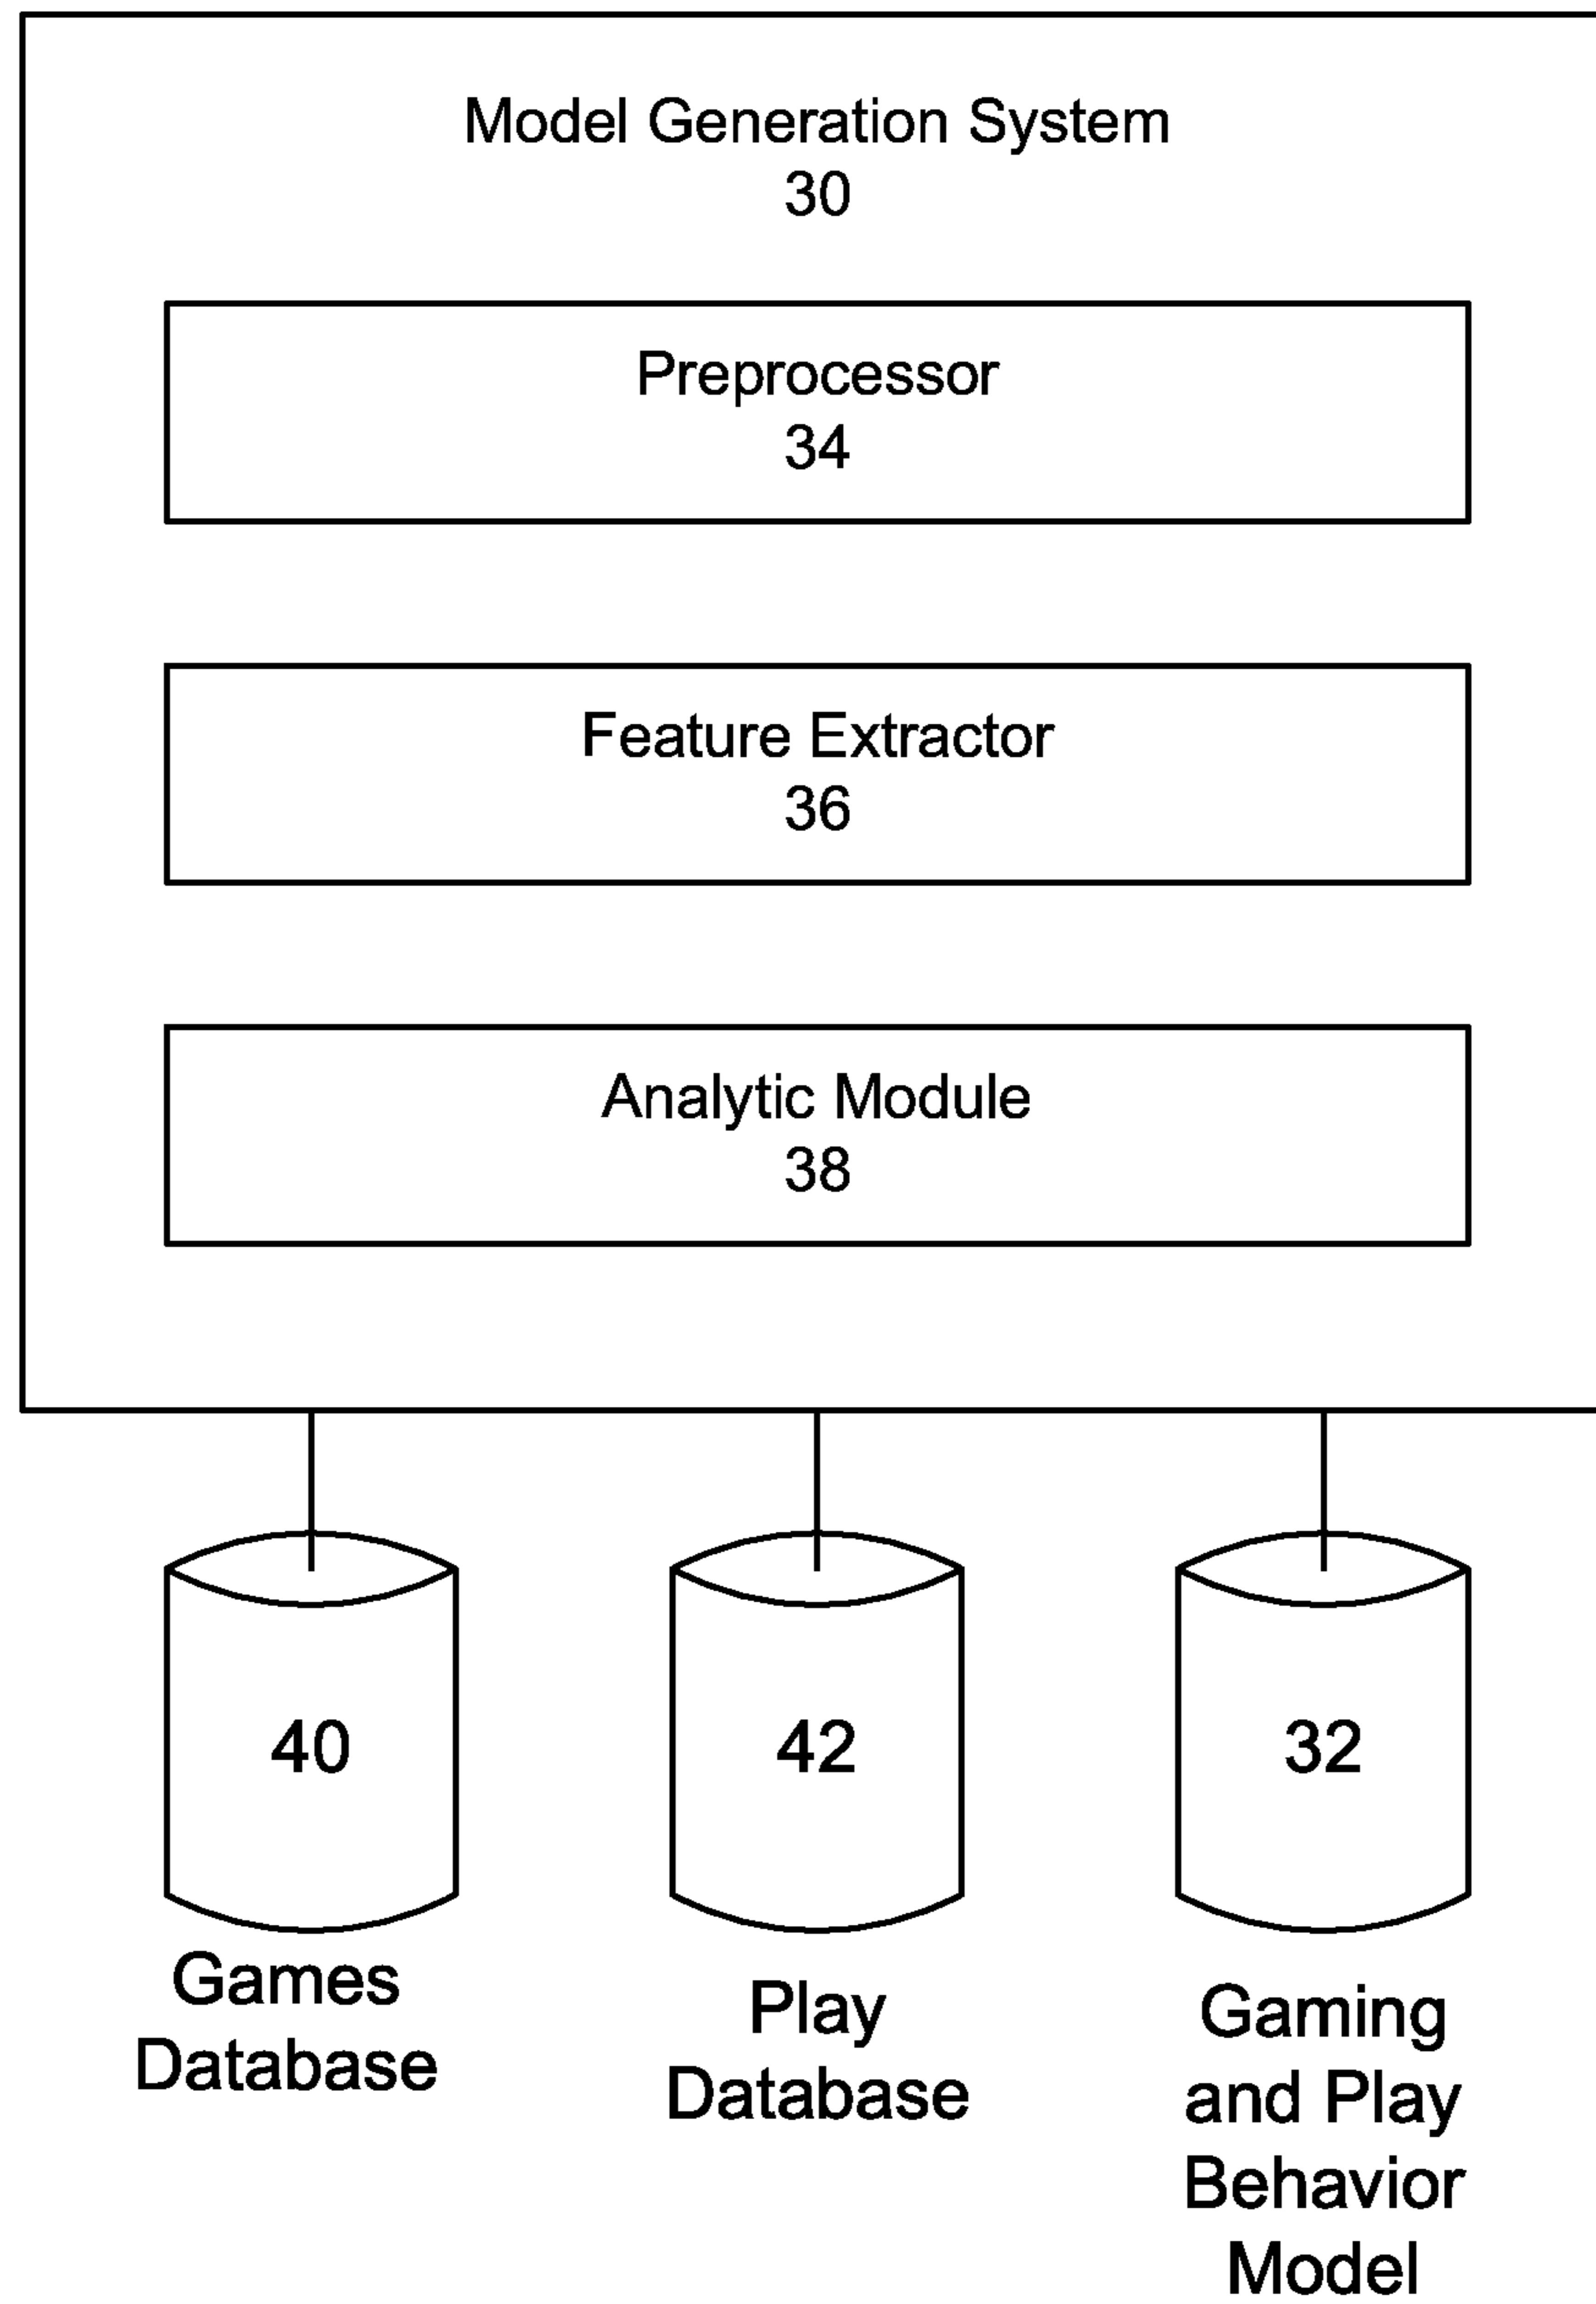 Model Generation System
30
Preprocessor
34
Feature Extractor
36
Analytic Module
38
40
42
32
Games
Database
Play
Database
Gaming
and Play
Behavior
Model